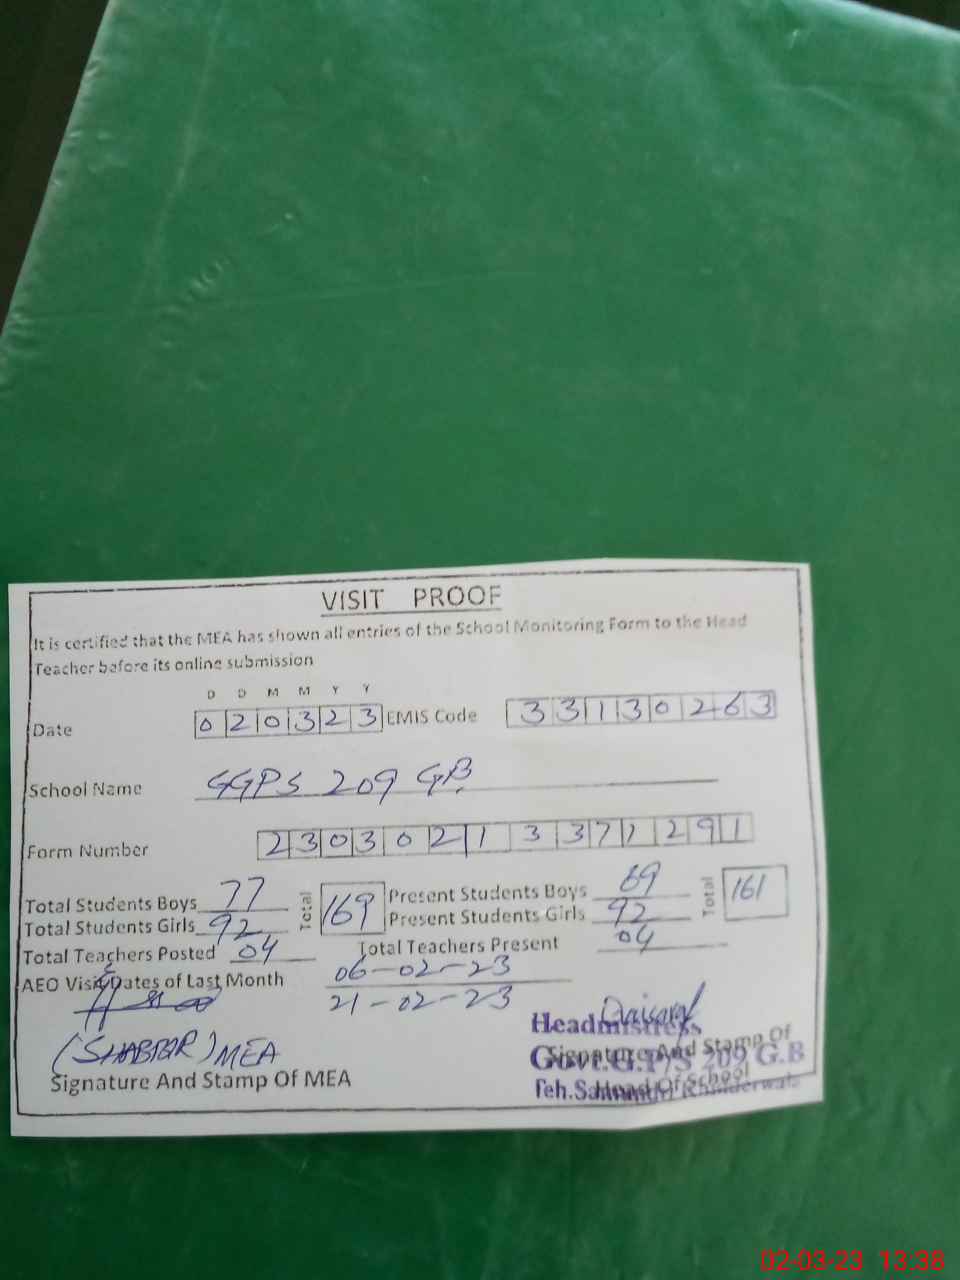 VISIT PROOF
It is certified that the MEA has shown all entries of the School Monitoring Form to the Head
Teacher before its online submission
D D M M Y Y
Date 0 2 0 3 2 3 EMIS Code 3 3 1 3 0 2 6 3
School Name GGPS 209 GB
Form Number 2 3 0 3 0 2 1 3 3 7 1 2 9 1
Total Students Boys 77 Total 169 Present Students Boys 69 Total 161
Total Students Girls 92 Present Students Girls 92
Total Teachers Posted 04 Total Teachers Present 04
AEO Visit Dates of Last Month 06-02-23
21-02-23
(SHABBIR) MEA
Signature And Stamp Of MEA
Headmistress
Signature And Stamp Of
Govt.G.P/S 209 G.B
Head Of School
Teh.
02-03-23 13:38